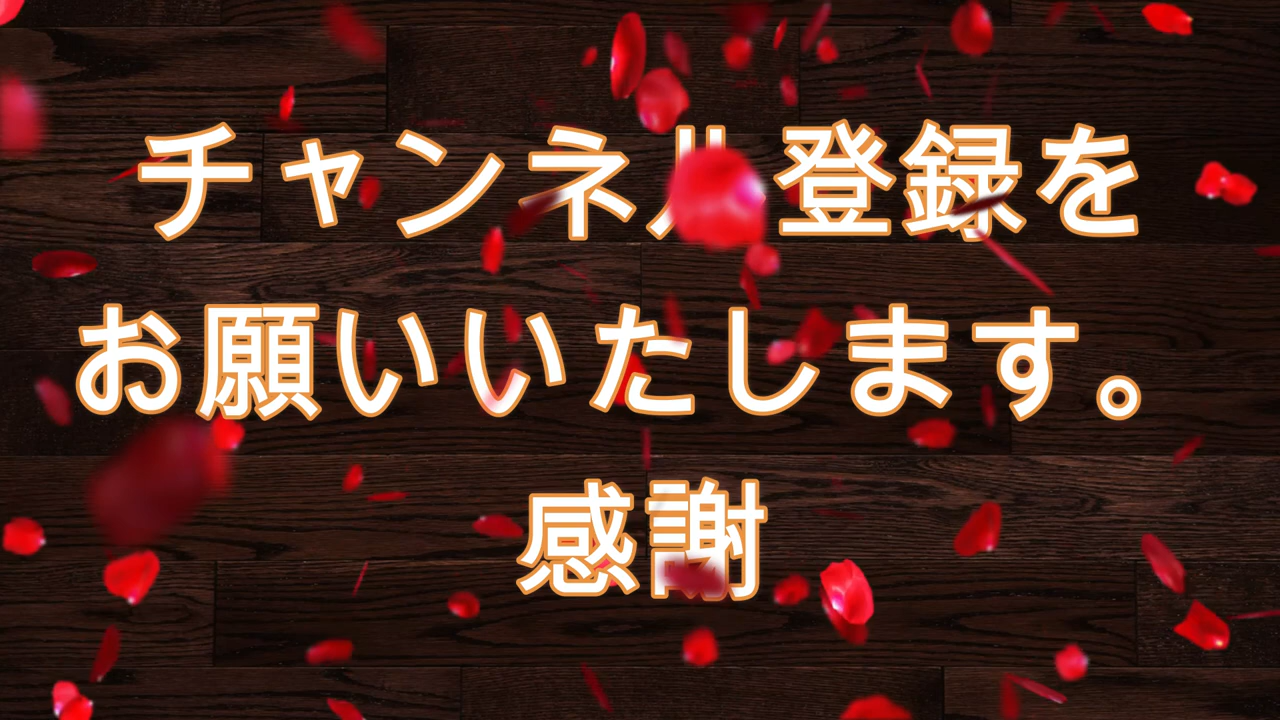 チャンネル登録を
お願いいたします。
感謝